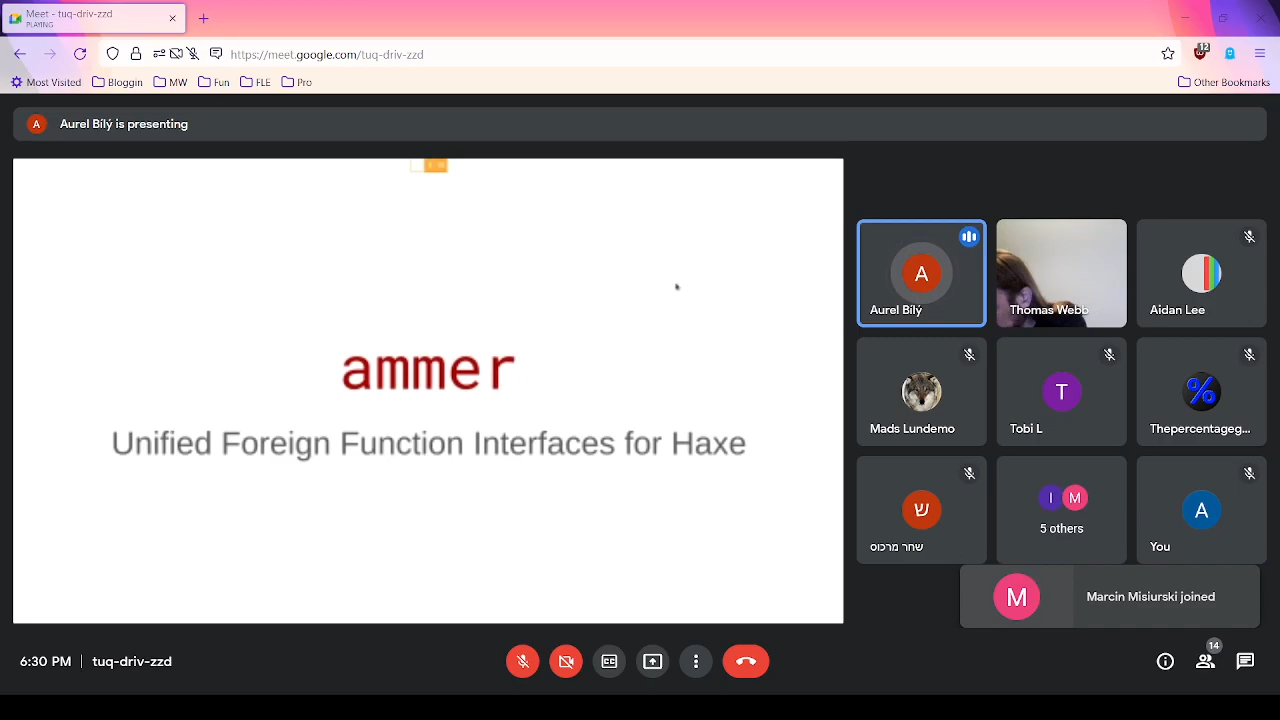 Meet - tuq-driv-zzd
PLAYING
https://meet.google.com/tuq-driv-zzd
12
Most Visited
Bloggin
MW
Fun
FLE
Pro
Other Bookmarks
A
Aurel Bílý is presenting
ammer
Unified Foreign Function Interfaces for Haxe
A
Aurel Bílý
Thomas Webb
Aidan Lee
Mads Lundemo
T
Tobi L
%
Thepercentageg...
ש
שחר מרכוס
I M
5 others
A
You
M
Marcin Misiurski joined
6:30 PM | tuq-driv-zzd
CC
14